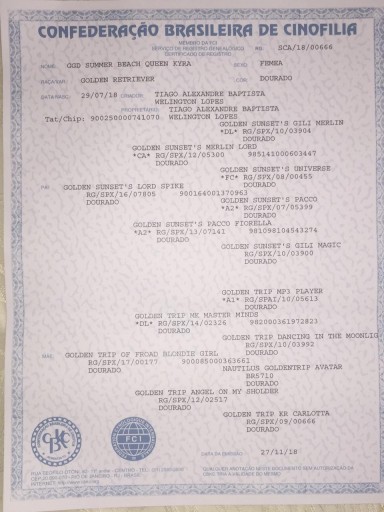 CONFEDERAÇÃO BRASILEIRA DE CINOFILIA
MEMBRO DA FCI
SERVIÇO DE REGISTRO GENEALÓGICO
CERTIFICADO DE REGISTRO
RG SCA/18/00666
NOME GGD SUMMER BEACH QUEEN KYRA SEXO FEMEA
RAÇA/VAR. GOLDEN RETRIEVER COR DOURADO
DATA NASC. 29/07/18 CRIADOR TIAGO ALEXANDRE BAPTISTA
WELINGTON LOPES
PROPRIETÁRIO TIAGO ALEXANDRE BAPTISTA
Tat/Chip: 900250000741070 WELINGTON LOPES
GOLDEN SUNSET'S GILI MERLIN
*DL* RG/SPX/10/03904
DOURADO
GOLDEN SUNSET'S MERLIN LORD
*CA* RG/SPX/12/05300 985141000603447
DOURADO
GOLDEN SUNSET'S UNIVERSE
*FC* RG/SPX/08/00455
DOURADO
PAI GOLDEN SUNSET'S LORD SPIKE
RG/SPX/16/07805 900164001370963
DOURADO
GOLDEN SUNSET'S PACCO
*A2* RG/SPX/07/05399
DOURADO
GOLDEN SUNSET'S PACCO FIORELLA
*A2* RG/SPX/13/07141 981098104543274
DOURADO
GOLDEN SUNSET'S GILI MAGIC
RG/SPX/10/03900
DOURADO
GOLDEN TRIP MP3 PLAYER
*A1* RG/SPAI/10/05613
DOURADO
GOLDEN TRIP MK MASTER MINDS
*DL* RG/SPX/14/02326 982000361972823
DOURADO
GOLDEN TRIP DANCING IN THE MOONLIG
RG/SPX/10/03992
DOURADO
MÃE GOLDEN TRIP OF FROAD BLONDIE GIRL
RG/SPX/17/00177 900085000363661
DOURADO
NAUTILUS GOLDENTRIP AVATAR
BR5710
DOURADO
GOLDEN TRIP ANGEL ON MY SHOLDER
RG/SPX/12/02517
DOURADO
GOLDEN TRIP KR CARLOTTA
RG/SPX/09/00666
DOURADO
CBKC
FCI
DATA DA EMISSÃO 27/11/18